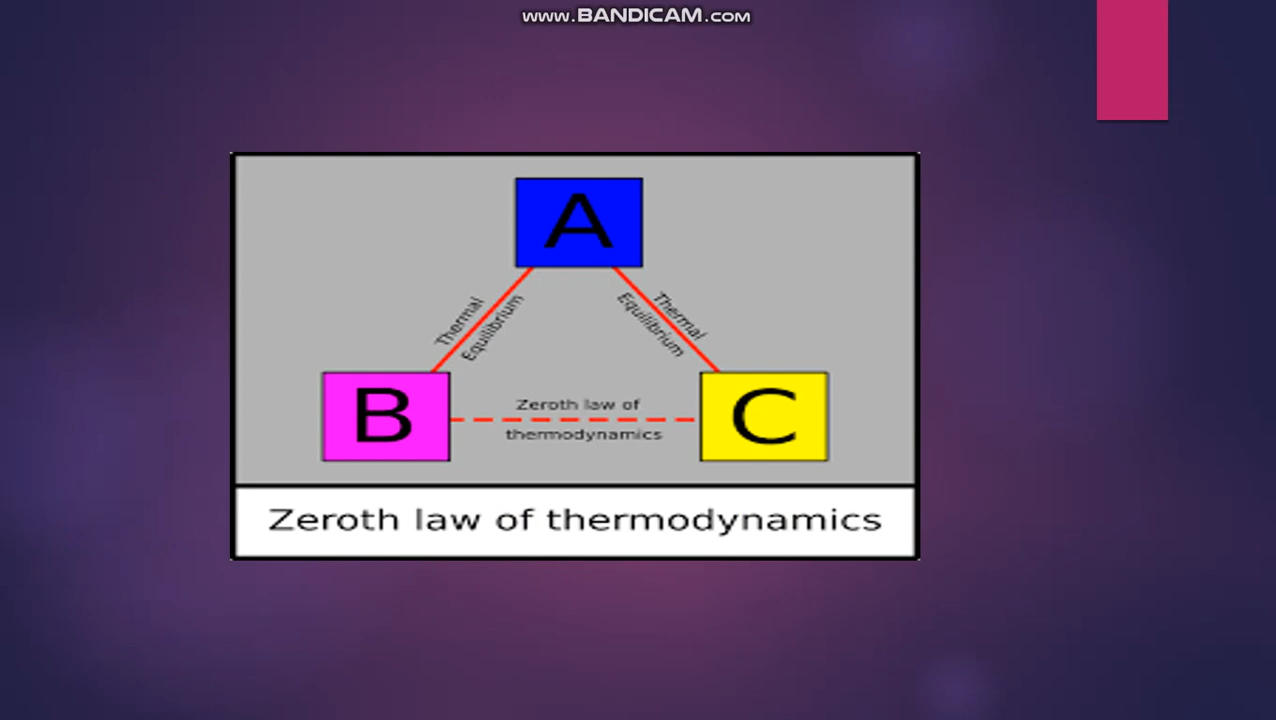 www.BANDICAM.com
A
Thermal
Equilibrium
Thermal
Equilibrium
B
Zeroth law of
thermodynamics
C
Zeroth law of thermodynamics